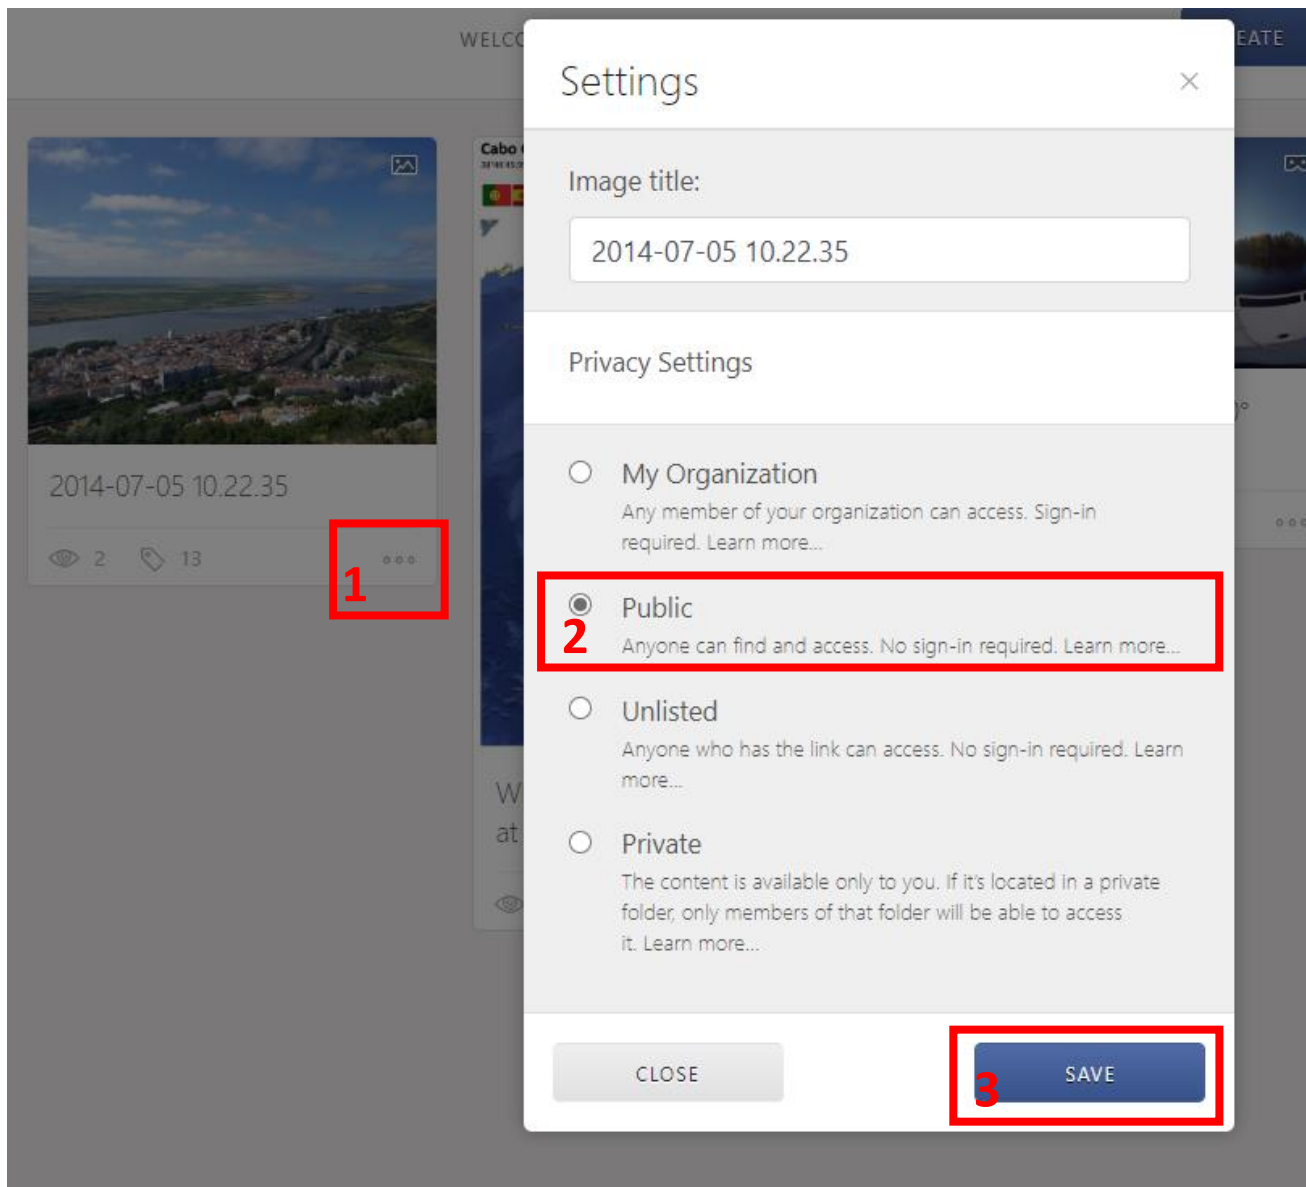 WELCO
EATE
Settings
Cabo
Image title:
2014-07-05 10.22.35
Privacy Settings
My Organization
Any member of your organization can access. Sign-in
required. Learn more...
2014-07-05 10.22.35
2 13
1
Public
2
Anyone can find and access. No sign-in required. Learn more...
Unlisted
Anyone who has the link can access. No sign-in required. Learn
more...
W
at
Private
The content is available only to you. If it's located in a private
folder, only members of that folder will be able to access
it. Learn more...
CLOSE
SAVE
3